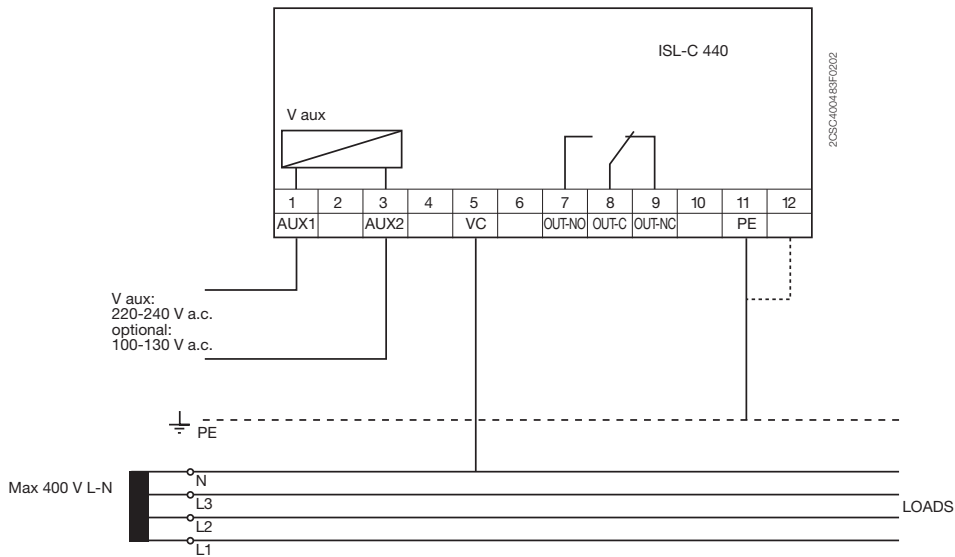 ISL-C 440
2CSC400483F0202
V aux
1 2 3 4 5 6 7 8 9 10 11 12
AUX1 AUX2 VC OUT-NO OUT-C OUT-NC PE
V aux:
220-240 V a.c.
optional:
100-130 V a.c.
PE
Max 400 V L-N
N
L3
L2
L1
LOADS